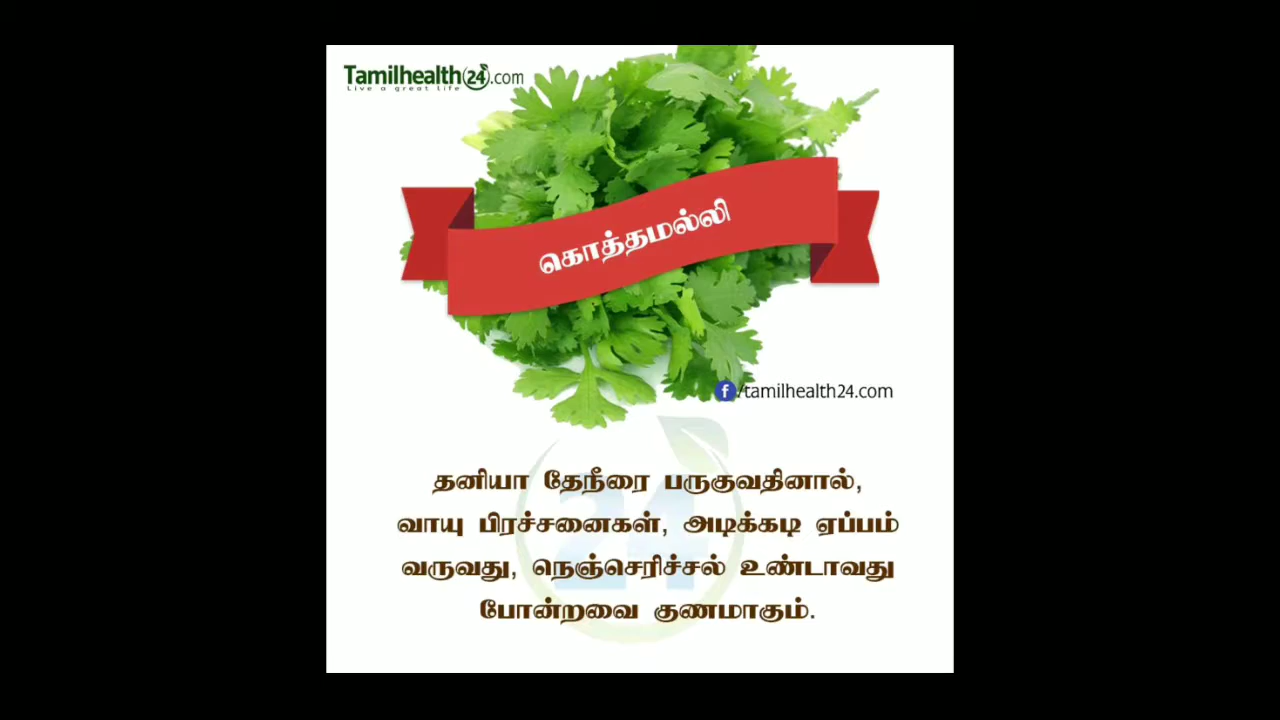 Tamilhealth24.com
Live a great life
கொத்தமல்லி
f/tamilhealth24.com
24
தனியா தேநீரை பருகுவதினால்,
வாயு பிரச்சனைகள், அடிக்கடி ஏப்பம்
வருவது, நெஞ்செரிச்சல் உண்டாவது
போன்றவை குணமாகும்.